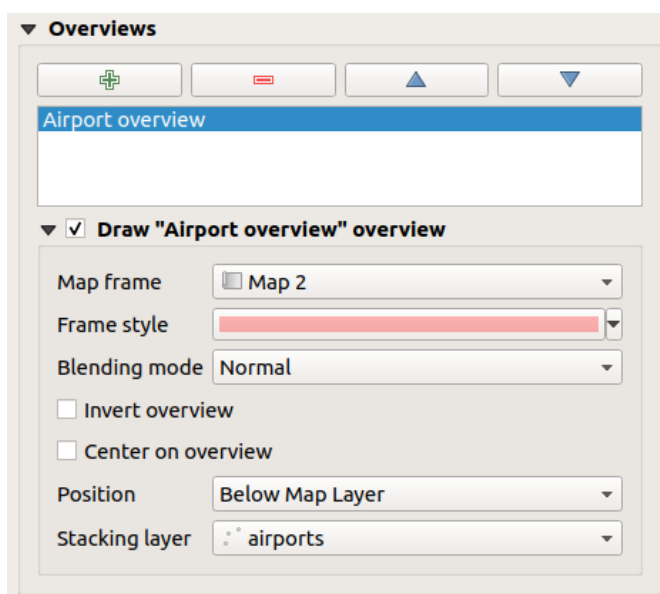 Overviews
Airport overview
Draw "Airport overview" overview
Map frame Map 2
Frame style
Blending mode Normal
Invert overview
Center on overview
Position Below Map Layer
Stacking layer airports